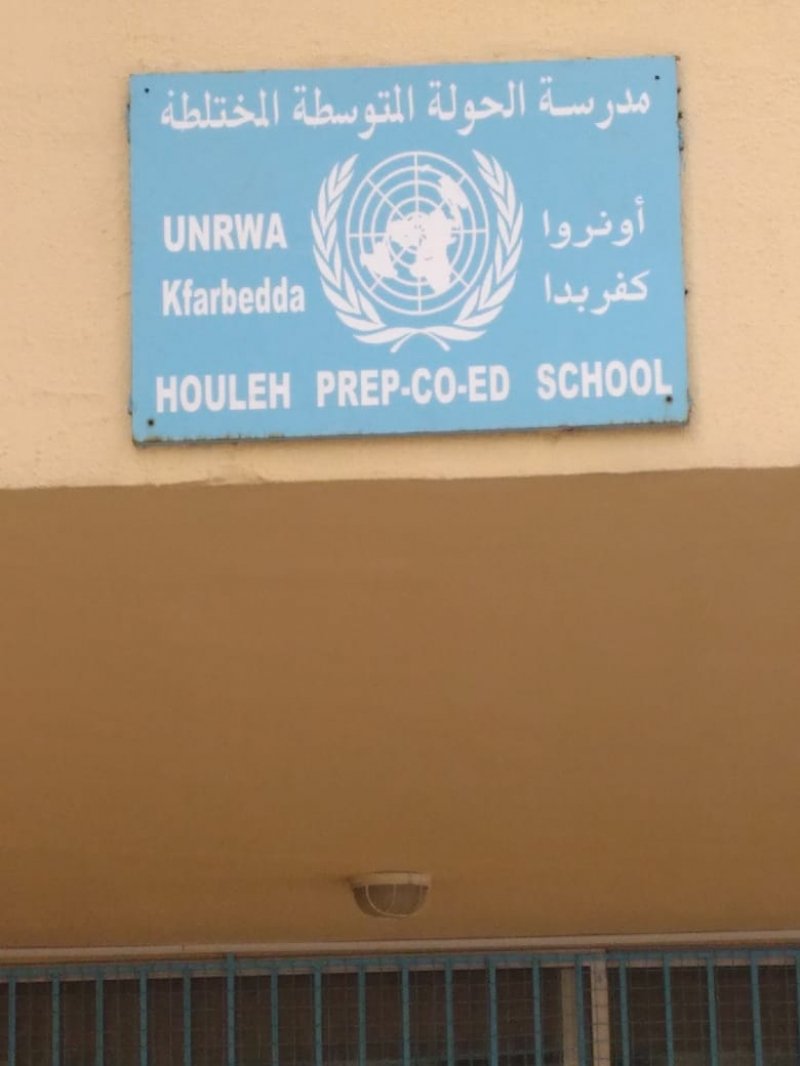 مدرسة الحولة المتوسطة المختلطة
UNRWA أونروا
Kfarbedda كفربدا
HOULEH PREP-CO-ED SCHOOL